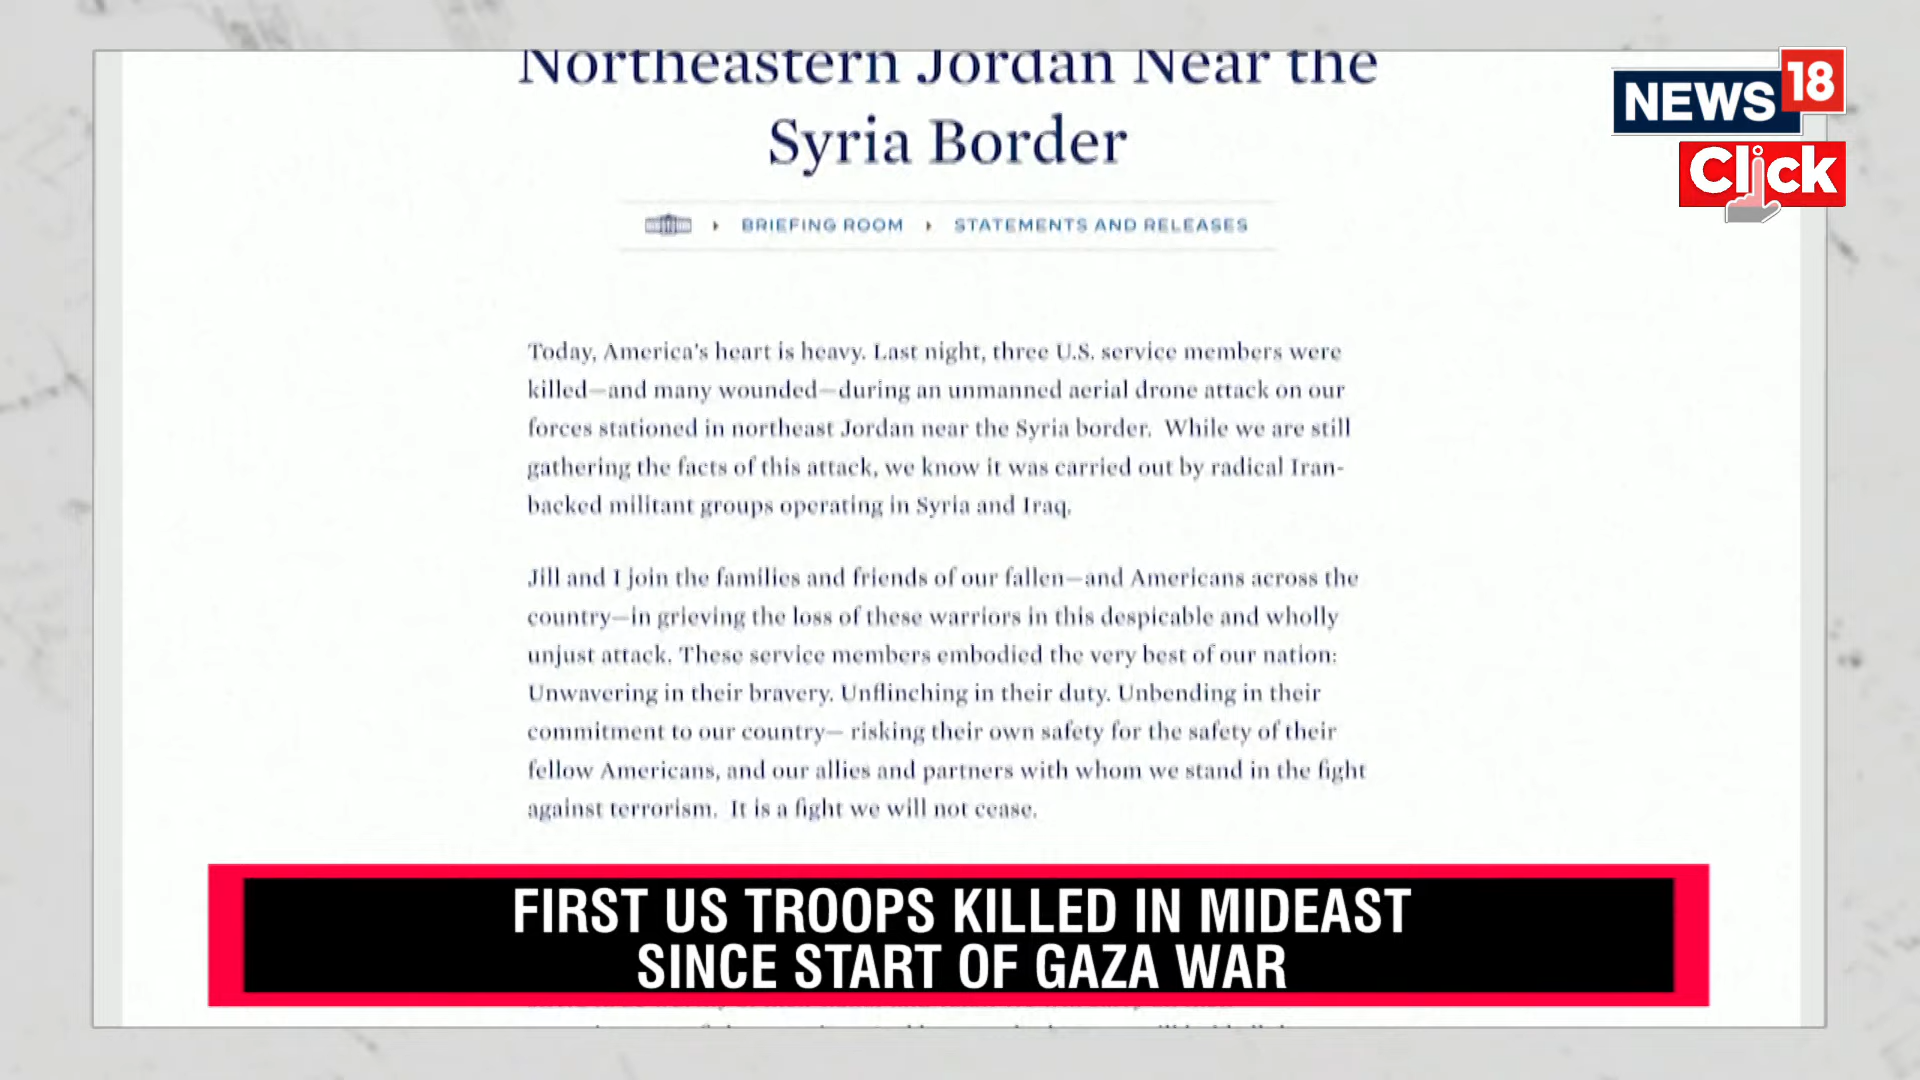 Northeastern Jordan Near the
Syria Border
NEWS 18
Click
BRIEFING ROOM
STATEMENTS AND RELEASES
Today, America's heart is heavy. Last night, three U.S. service members were
killed—and many wounded—during an unmanned aerial drone attack on our
forces stationed in northeast Jordan near the Syria border.  While we are still
gathering the facts of this attack, we know it was carried out by radical Iran-
backed militant groups operating in Syria and Iraq.
Jill and I join the families and friends of our fallen—and Americans across the
country—in grieving the loss of these warriors in this despicable and wholly
unjust attack. These service members embodied the very best of our nation:
Unwavering in their bravery. Unflinching in their duty. Unbending in their
commitment to our country— risking their own safety for the safety of their
fellow Americans, and our allies and partners with whom we stand in the fight
against terrorism.  It is a fight we will not cease.
FIRST US TROOPS KILLED IN MIDEAST
SINCE START OF GAZA WAR